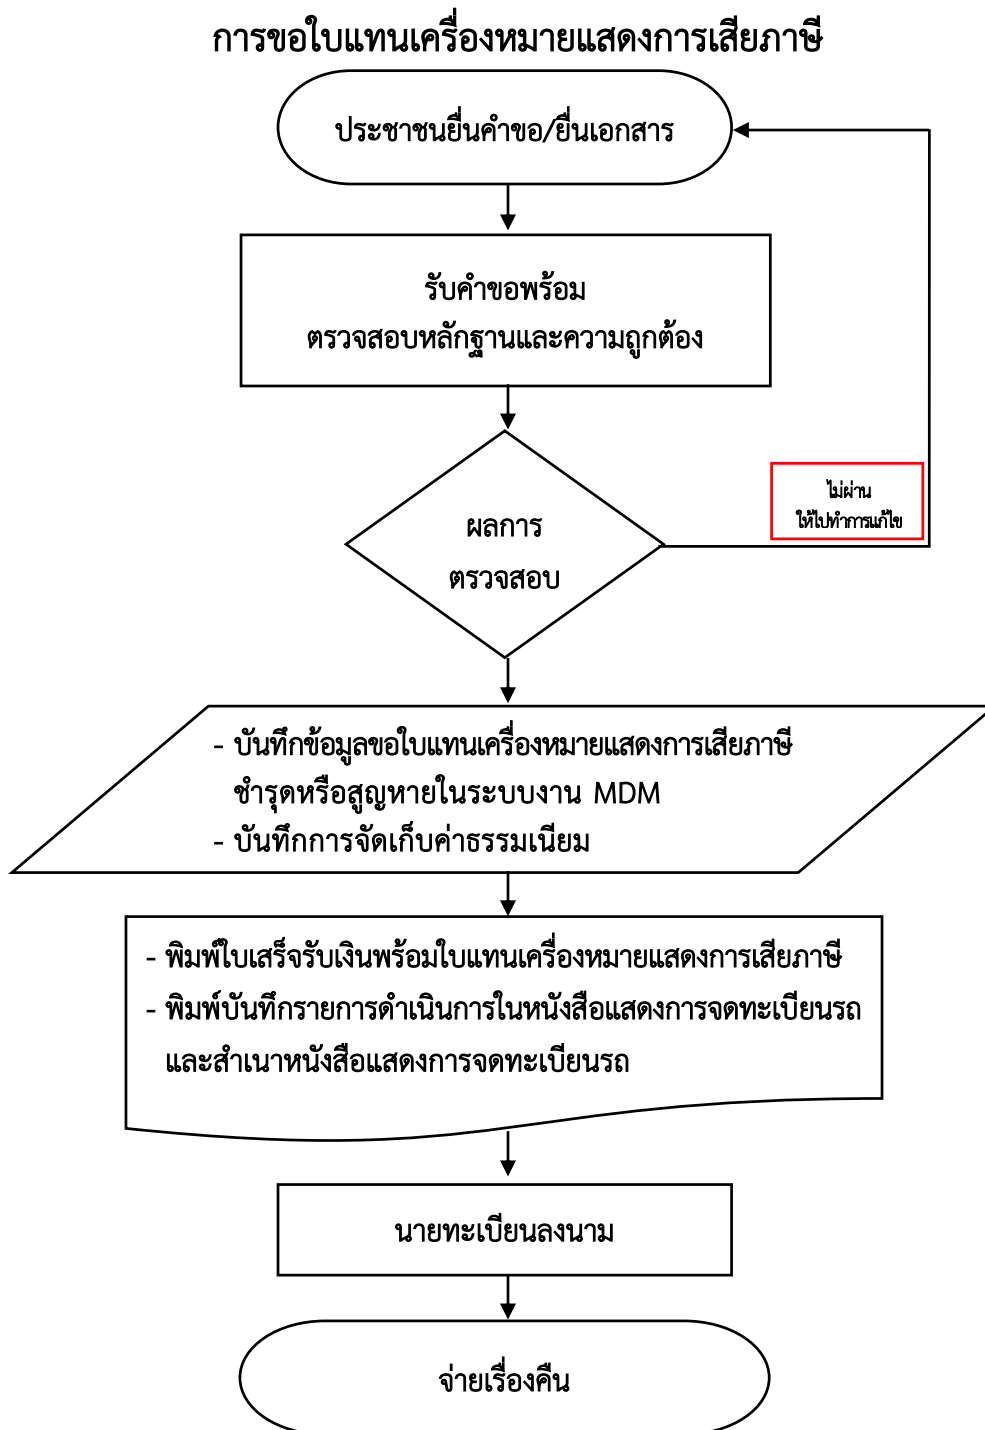 การขอใบแทนเครื่องหมายแสดงการเสียภาษี
ประชาชนยื่นคำขอ/ยื่นเอกสาร
รับคำขอพร้อม
ตรวจสอบหลักฐานและความถูกต้อง
ไม่ผ่าน
ให้ไปทำการแก้ไข
ผลการ
ตรวจสอบ
- บันทึกข้อมูลขอใบแทนเครื่องหมายแสดงการเสียภาษี
ชำรุดหรือสูญหายในระบบงาน MDM
- บันทึกการจัดเก็บค่าธรรมเนียม
- พิมพ์ใบเสร็จรับเงินพร้อมใบแทนเครื่องหมายแสดงการเสียภาษี
- พิมพ์บันทึกรายการดำเนินการในหนังสือแสดงการจดทะเบียนรถ
และสำเนาหนังสือแสดงการจดทะเบียนรถ
นายทะเบียนลงนาม
จ่ายเรื่องคืน